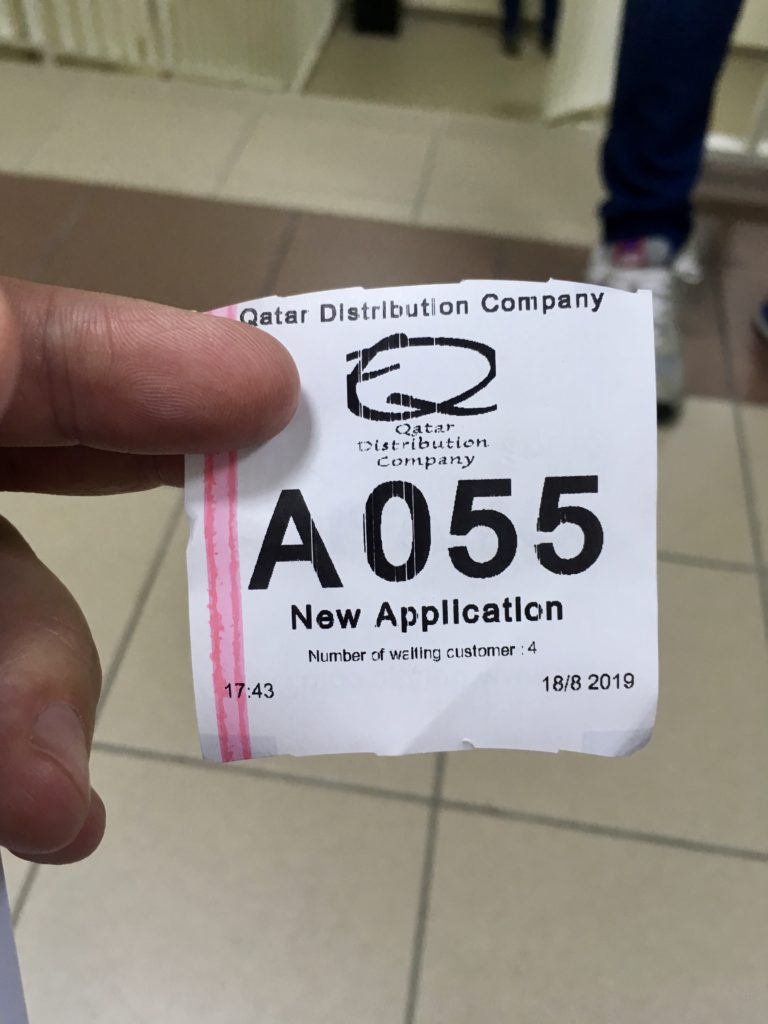 Qatar Distribution Company
Qatar
Distribution
Company
A055
New Application
Number of waiting customer : 4
17:43 18/8 2019